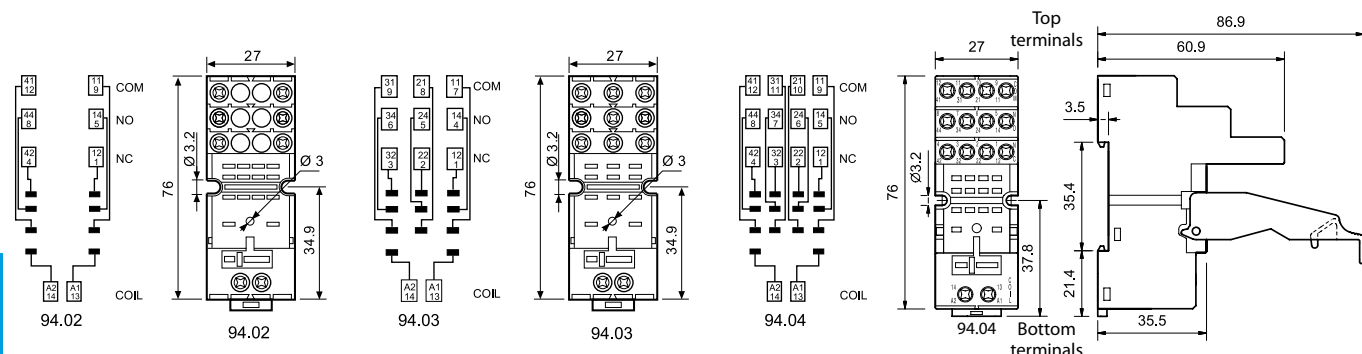 41
12
11
9
COM
44
8
14
5
NO
42
4
12
1
NC
A2
14
A1
13
COIL
94.02
27
Ø 3.2
Ø 3
76
34.9
94.02
31
9
21
8
11
7
COM
34
6
24
5
14
4
NO
32
3
22
2
12
1
NC
A2
14
A1
13
COIL
94.03
27
Ø 3.2
Ø 3
76
34.9
94.03
41
12
31
11
21
10
11
9
COM
44
8
34
7
24
6
14
5
NO
42
4
32
3
22
2
12
1
NC
A2
14
A1
13
COIL
94.04
27
Ø3.2
76
37.8
14
A2
13
A1
COIL
94.04
Top
terminals
86.9
60.9
3.5
35.4
21.4
35.5
Bottom
terminals